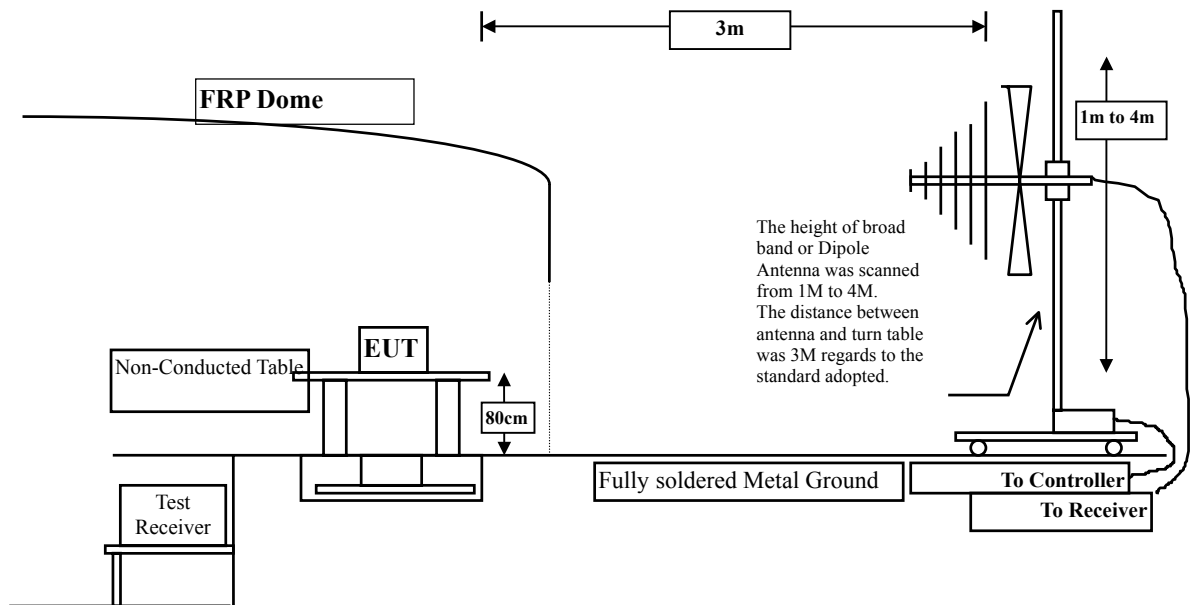 3m
FRP Dome
1m to 4m
The height of broad
band or Dipole
Antenna was scanned
from 1M to 4M.
The distance between
antenna and turn table
was 3M regards to the
standard adopted.
EUT
Non-Conducted Table
80cm
Fully soldered Metal Ground
To Controller
To Receiver
Test
Receiver